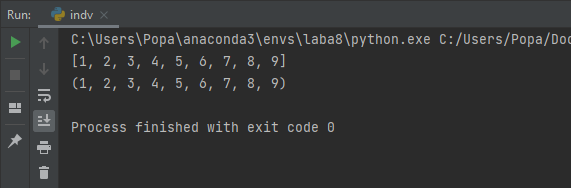 Run: indv
C:\Users\Popa\anaconda3\envs\laba8\python.exe C:/Users/Popa/Doc
[1, 2, 3, 4, 5, 6, 7, 8, 9]
(1, 2, 3, 4, 5, 6, 7, 8, 9)
Process finished with exit code 0